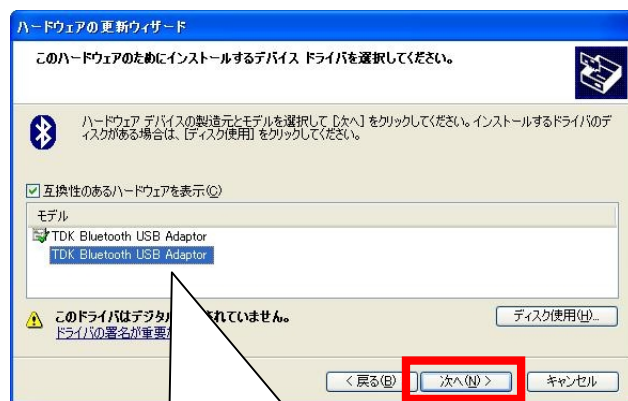 ハードウェアの更新ウィザード
このハードウェアのためにインストールするデバイス ドライバを選択してください。
ハードウェア デバイスの製造元とモデルを選択して [次へ] をクリックしてください。インストールするドライバのデ
ィスクがある場合は、[ディスク使用] をクリックしてください。
互換性のあるハードウェアを表示(C)
モデル
TDK Bluetooth USB Adaptor
TDK Bluetooth USB Adaptor
このドライバはデジタル されていません。
ドライバの署名が重要
ディスク使用(H)...
< 戻る(B)
次へ(N) >
キャンセル